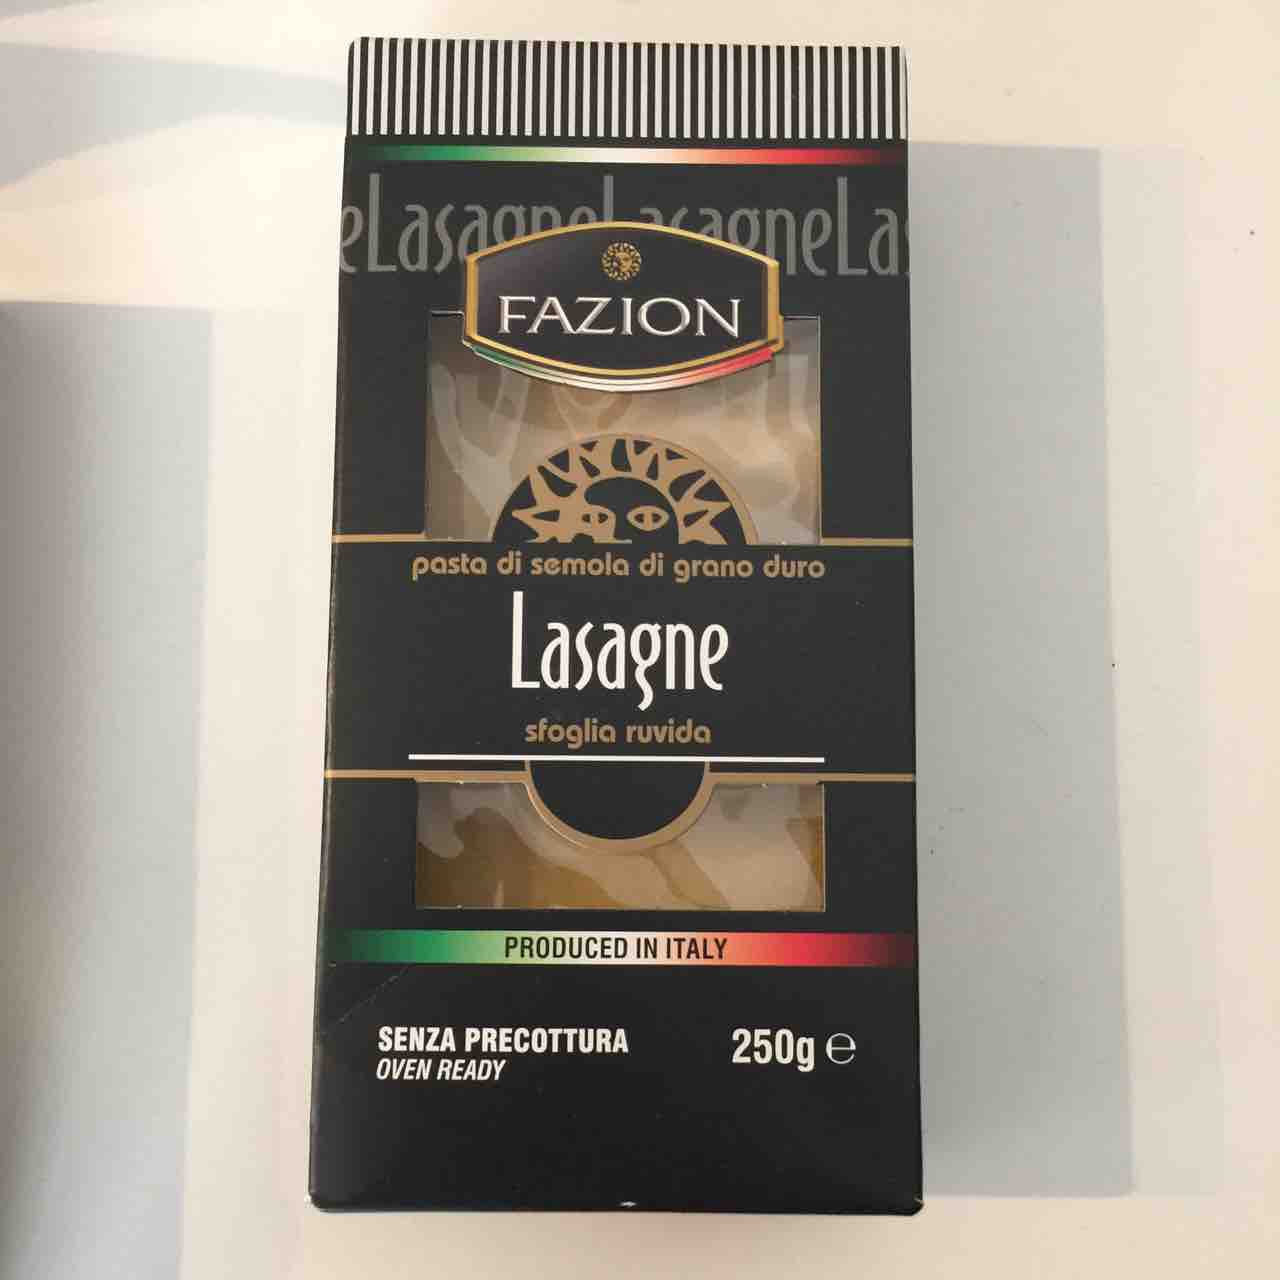 eLasagneLasagneLas
FAZION
pasta di semola di grano duro
Lasagne
sfoglia ruvida
PRODUCED IN ITALY
SENZA PRECOTTURA
OVEN READY
250g ℮